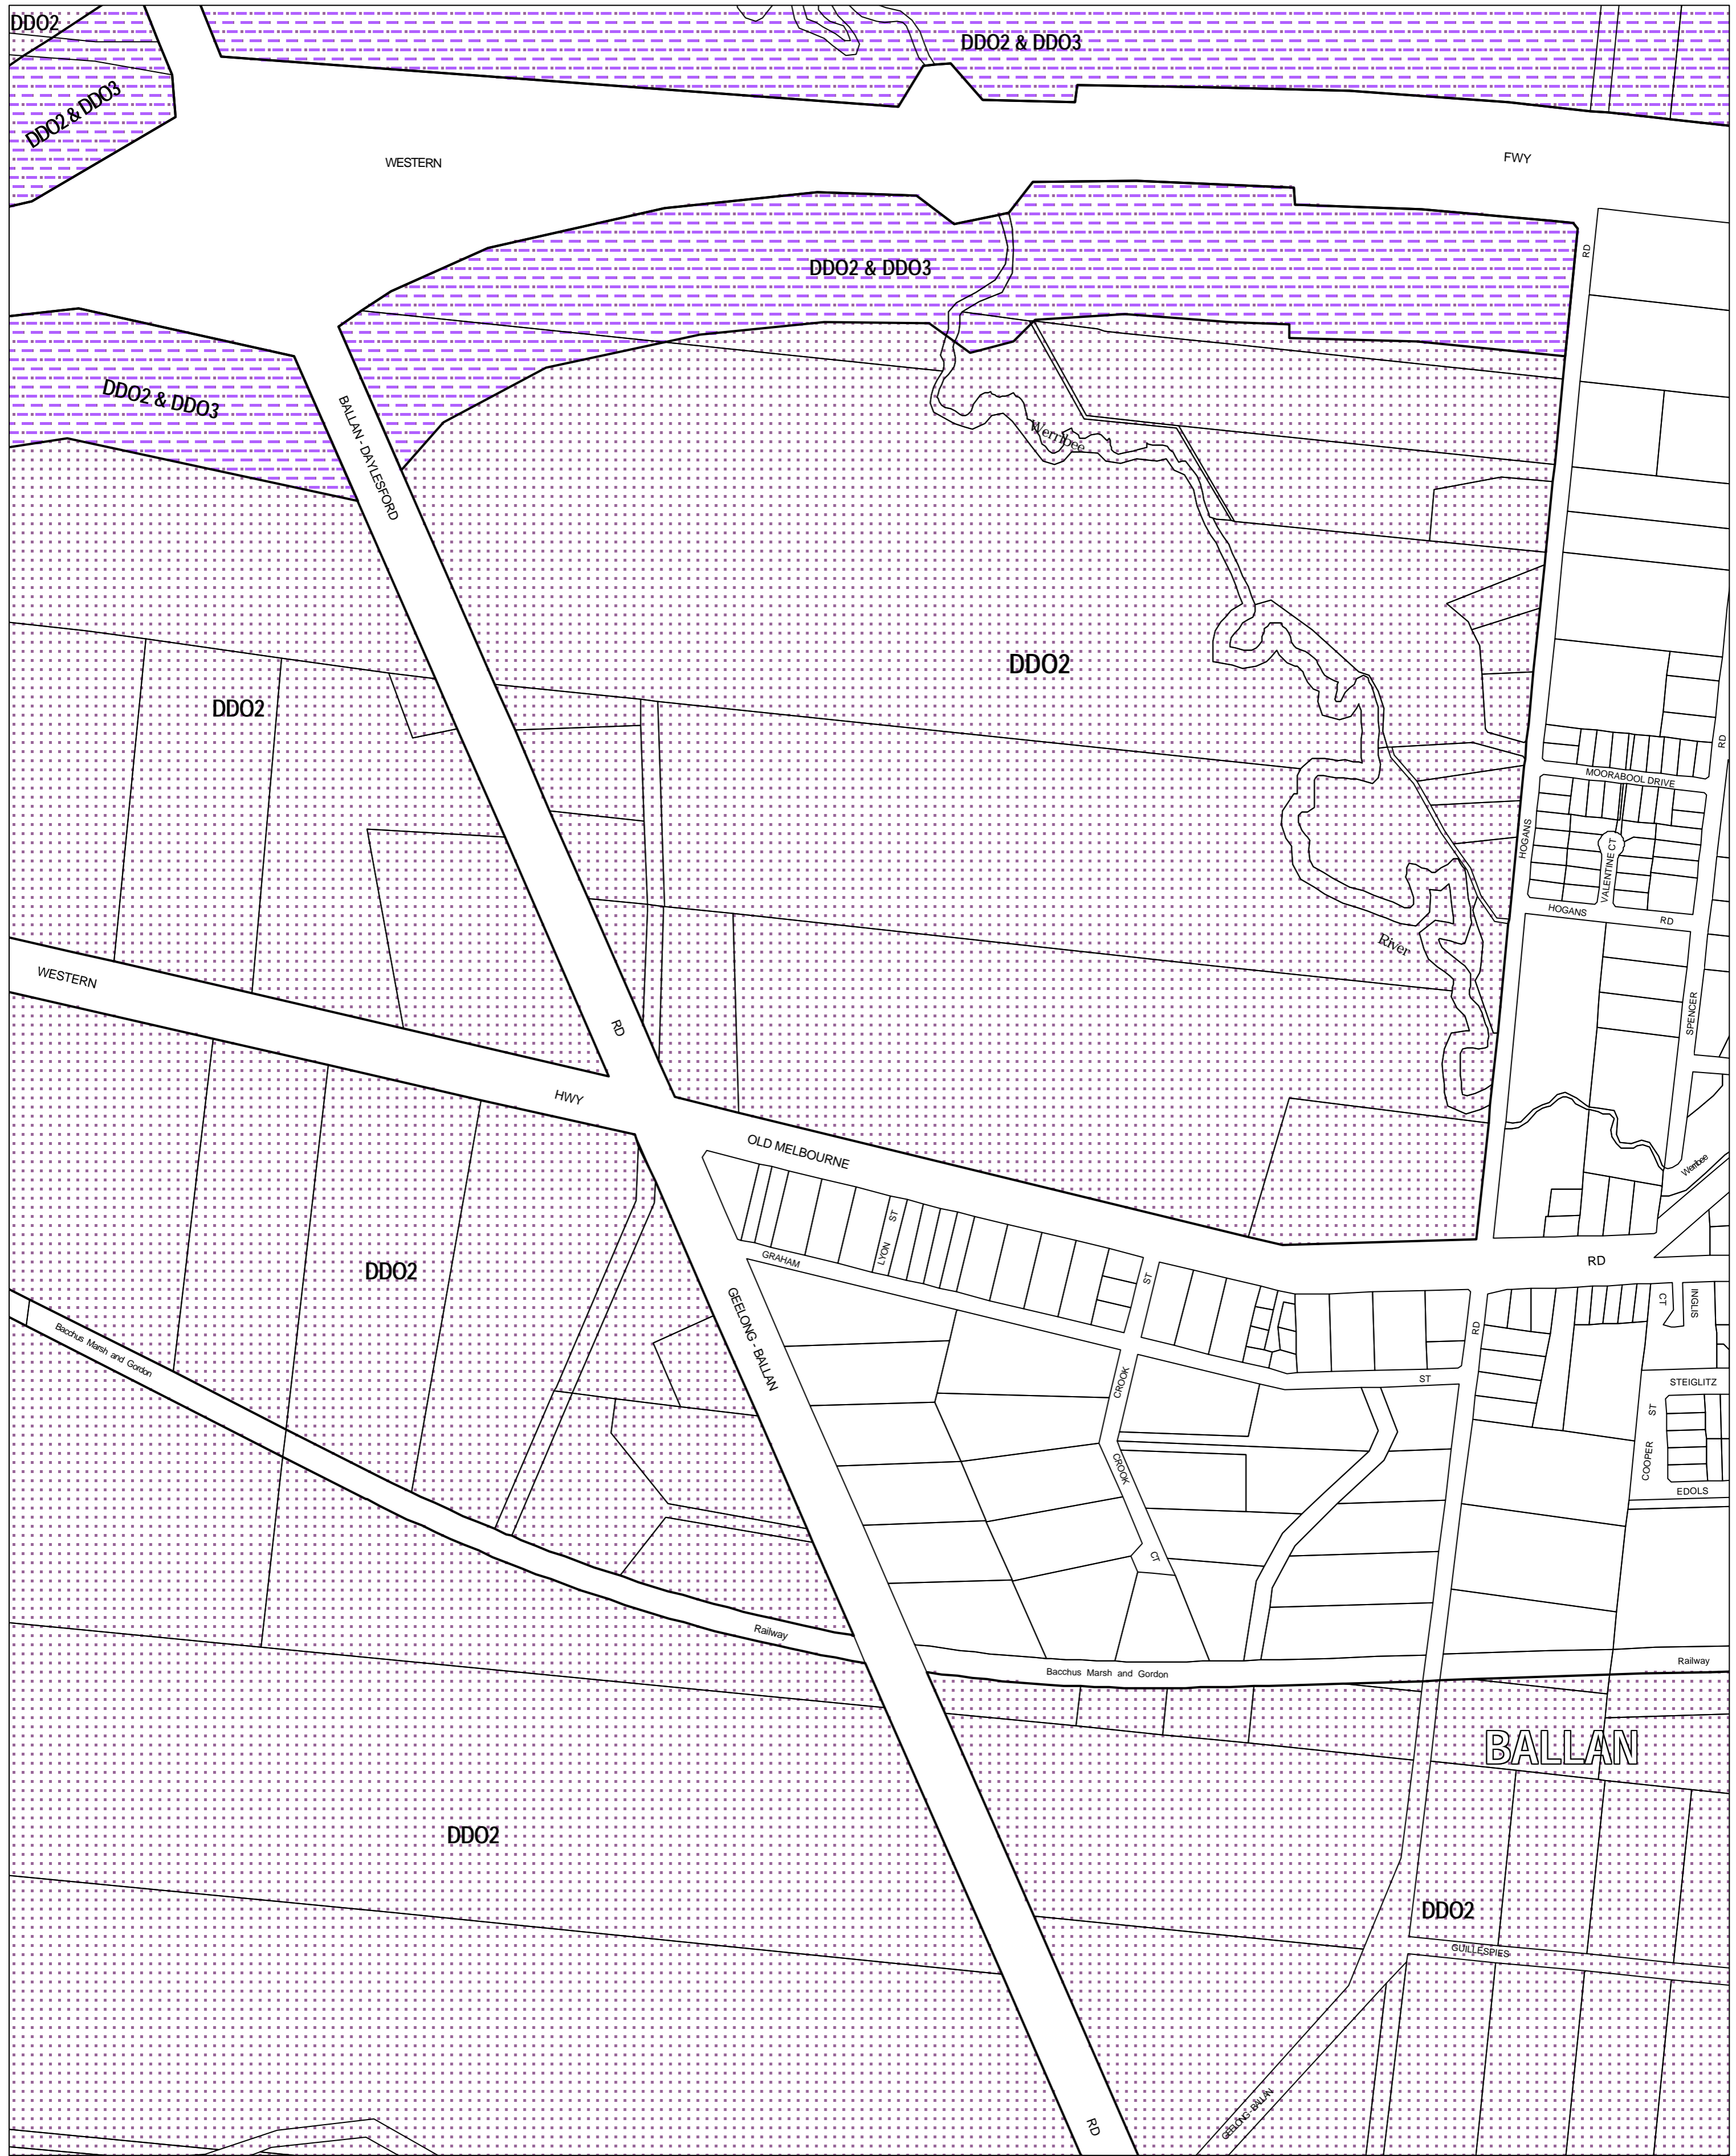 DDO2
DDO2 & DDO3
DDO2 & DDO3
WESTERN
FWY
RD
DDO2 & DDO3
DDO2 & DDO3
BALLAN - DAYLESFORD
Werribee
DDO2
DDO2
RD
MOORABOOL DRIVE
HOGANS
VALENTINE CT
HOGANS
RD
River
WESTERN
SPENCER
RD
HWY
OLD MELBOURNE
Werribee
LYON
ST
GRAHAM
RD
DDO2
ST
GEELONG - BALLAN
CT
INGLIS
RD
Bacchus Marsh and Gordon
CROOK
ST
STEIGLITZ
ST
COOPER
CROOK
EDOLS
CT
Railway
Bacchus Marsh and Gordon
Railway
BALLAN
DDO2
DDO2
GUILLESPIES
GEELONG - BALLAN
RD